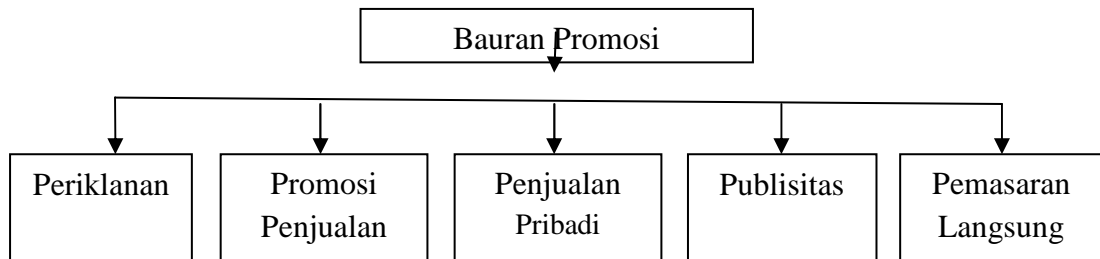 Bauran Promosi
Periklanan
Promosi
Penjualan
Penjualan
Pribadi
Publisitas
Pemasaran
Langsung